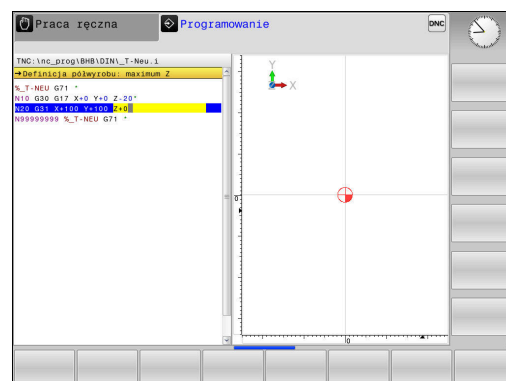 Praca ręczna
Programowanie
DNC
TNC:\nc_prog\BHB\DIN\_T-Neu.i
→Definicja półwyrobu: maximum Z
%_T-NEU G71 *
N10 G30 G17 X+0 Y+0 Z-20*
N20 G31 X+100 Y+100 Z+0
N99999999 %_T-NEU G71 *
Y
X
0
0